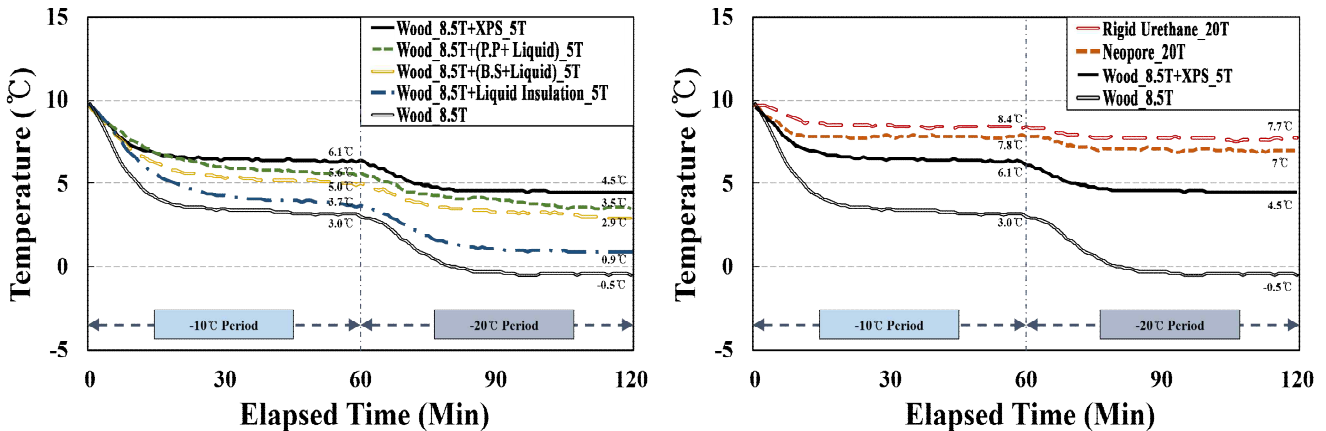 Temperature (℃)
15
10
5
0
-5
Wood_8.5T+XPS_5T
Wood_8.5T+(P.P+ Liquid)_5T
Wood_8.5T+(B.S+Liquid)_5T
Wood_8.5T+Liquid Insulation_5T
Wood_8.5T
6.1℃
5.6℃
5.0℃
3.7℃
3.0℃
4.5℃
3.5℃
2.9℃
0.9℃
-0.5℃
-10℃ Period
-20℃ Period
0
30
60
90
120
Elapsed Time (Min)
Temperature (℃)
15
10
5
0
-5
Rigid Urethane_20T
Neopore_20T
Wood_8.5T+XPS_5T
Wood_8.5T
8.4℃
7.8℃
6.1℃
3.0℃
7.7℃
7℃
4.5℃
-0.5℃
-10℃ Period
-20℃ Period
0
30
60
90
120
Elapsed Time (Min)